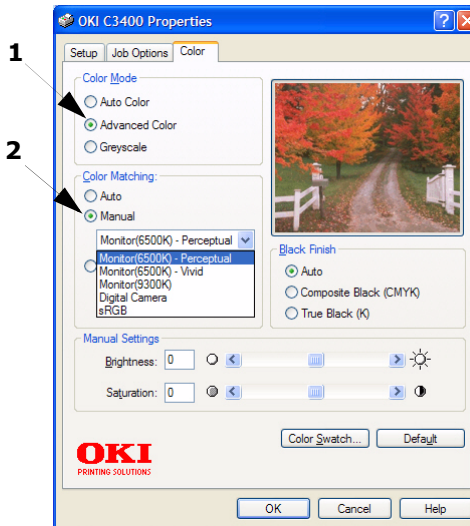 OKI C3400 Properties
Setup Job Options Color
1
Color Mode
Auto Color
Advanced Color
Greyscale
2
Color Matching:
Auto
Manual
Monitor(6500K) - Perceptual
Monitor(6500K) - Perceptual
Monitor(6500K) - Vivid
Monitor(9300K)
Digital Camera
sRGB
Black Finish
Auto
Composite Black (CMYK)
True Black (K)
Manual Settings
Brightness: 0
Saturation: 0
OKI
PRINTING SOLUTIONS
Color Swatch... Default
OK Cancel Help